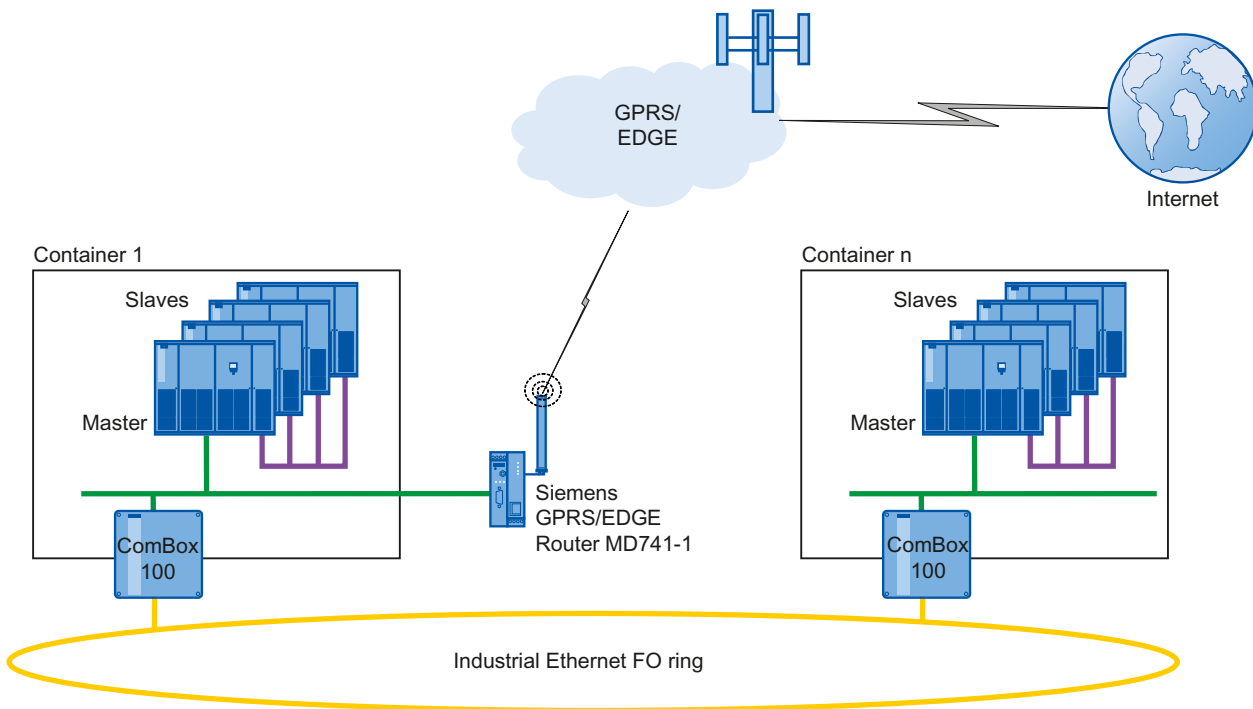 GPRS/
EDGE
Internet
Container 1
Slaves
Master
ComBox
100
Siemens
GPRS/EDGE
Router MD741-1
Container n
Slaves
Master
ComBox
100
Industrial Ethernet FO ring